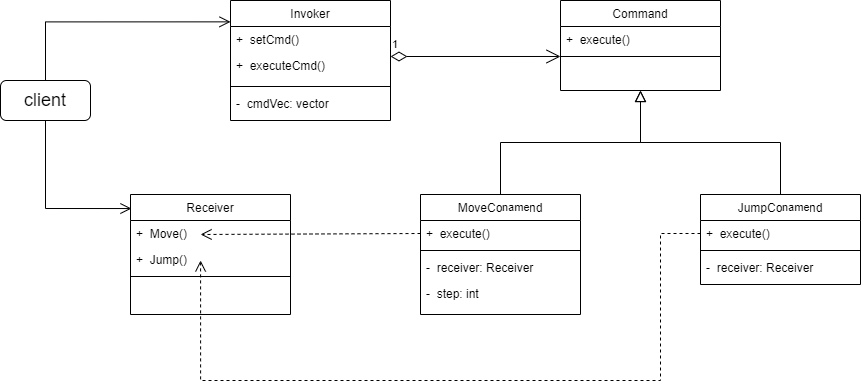 Invoker
+ setCmd()
+ executeCmd()
- cmdVec: vector
1
Command
+ execute()
client
Receiver
+ Move()
+ Jump()
MoveConamend
+ execute()
- receiver: Receiver
- step: int
JumpConamend
+ execute()
- receiver: Receiver